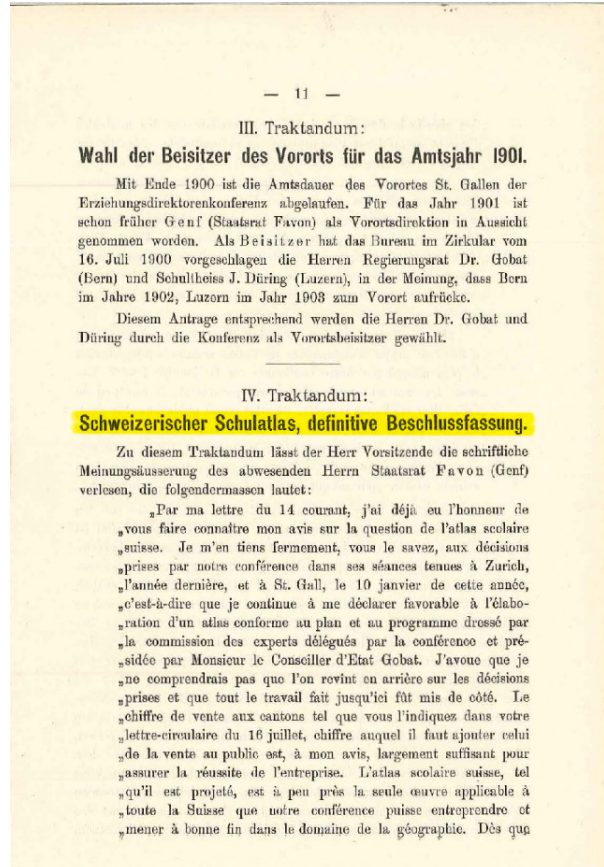 — 11 —
III. Traktandum:
Wahl der Beisitzer des Vororts für das Amtsjahr 1901.
Mit Ende 1900 ist die Amtsdauer des Vorortes St. Gallen der
Erziehungsdirektorenkonferenz abgelaufen. Für das Jahr 1901 ist
schon früher Genf (Staatsrat Favon) als Vorortsdirektion in Aussicht
genommen worden. Als Beisitzer hat das Bureau im Zirkular vom
16. Juli 1900 vorgeschlagen die Herren Regierungsrat Dr. Gobat
(Bern) und Schultheiss J. Düring (Luzern), in der Meinung, dass Bern
im Jahre 1902, Luzern im Jahr 1903 zum Vorort aufrücke.
Diesem Antrage entsprechend werden die Herren Dr. Gobat und
Düring durch die Konferenz als Vorortsbeisitzer gewählt.
IV. Traktandum:
Schweizerischer Schulatlas, definitive Beschlussfassung.
Zu diesem Traktandum lässt der Herr Vorsitzende die schriftliche
Meinungsäusserung des abwesenden Herrn Staatsrat Favon (Genf)
verlesen, die folgendermassen lautet:
„Par ma lettre du 14 courant, j'ai déjà eu l'honneur de
„vous faire connaître mon avis sur la question de l'atlas scolaire
„suisse. Je m'en tiens fermement, vous le savez, aux décisions
„prises par notre conférence dans ses séances tenues à Zurich,
„l'année dernière, et à St. Gall, le 10 janvier de cette année,
„c'est-à-dire que je continue à me déclarer favorable à l'élabo-
„ration d'un atlas conforme au plan et au programme dressé par
„la commission des experts délégués par la conférence et pré-
„sidée par Monsieur le Conseiller d'Etat Gobat. J'avoue que je
„ne comprendrais pas que l'on revînt en arrière sur les décisions
„prises et que tout le travail fait jusqu'ici fût mis de côté. Le
„chiffre de vente aux cantons tel que vous l'indiquez dans votre
„lettre-circulaire du 16 juillet, chiffre auquel il faut ajouter celui
„de la vente au public est, à mon avis, largement suffisant pour
„assurer la réussite de l'entreprise. L'atlas scolaire suisse, tel
„qu'il est projeté, est à peu près la seule œuvre applicable à
„toute la Suisse que notre conférence puisse entreprendre et
„mener à bonne fin dans le domaine de la géographie. Dès que